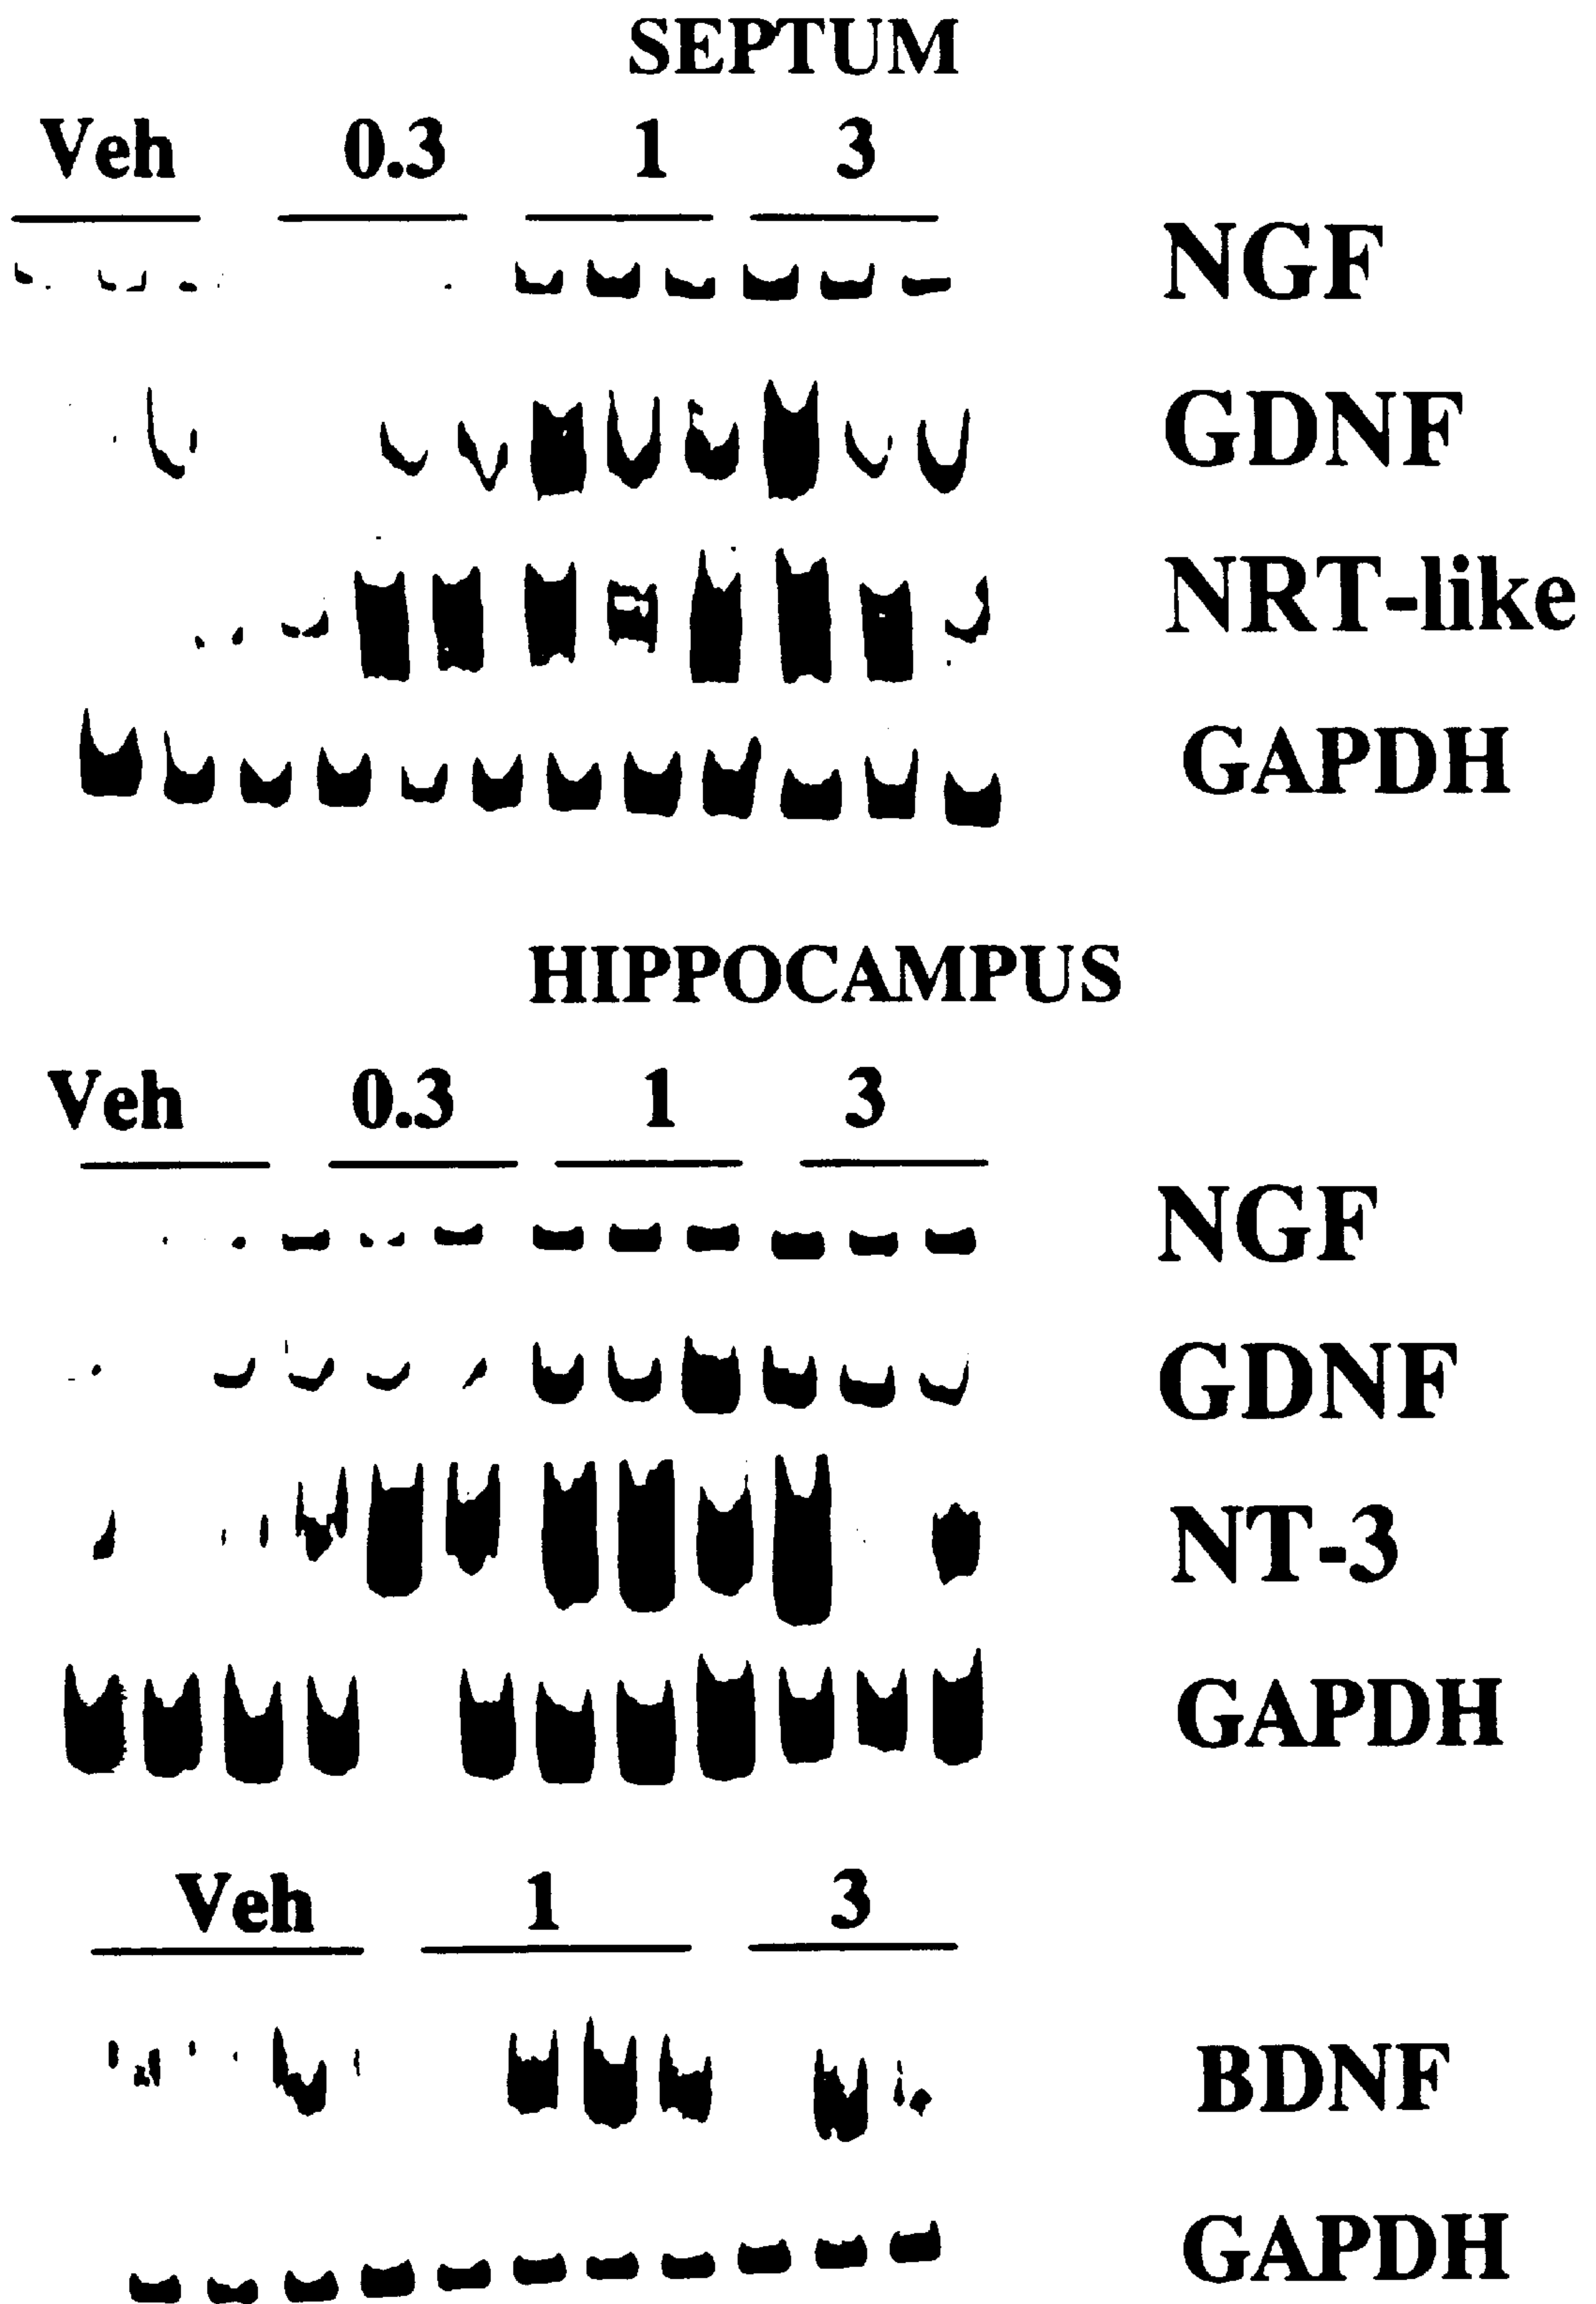 SEPTUM
Veh 0.3 1 3
NGF
GDNF
NRT-like
GAPDH
HIPPOCAMPUS
Veh 0.3 1 3
NGF
GDNF
NT-3
GAPDH
Veh 1 3
BDNF
GAPDH